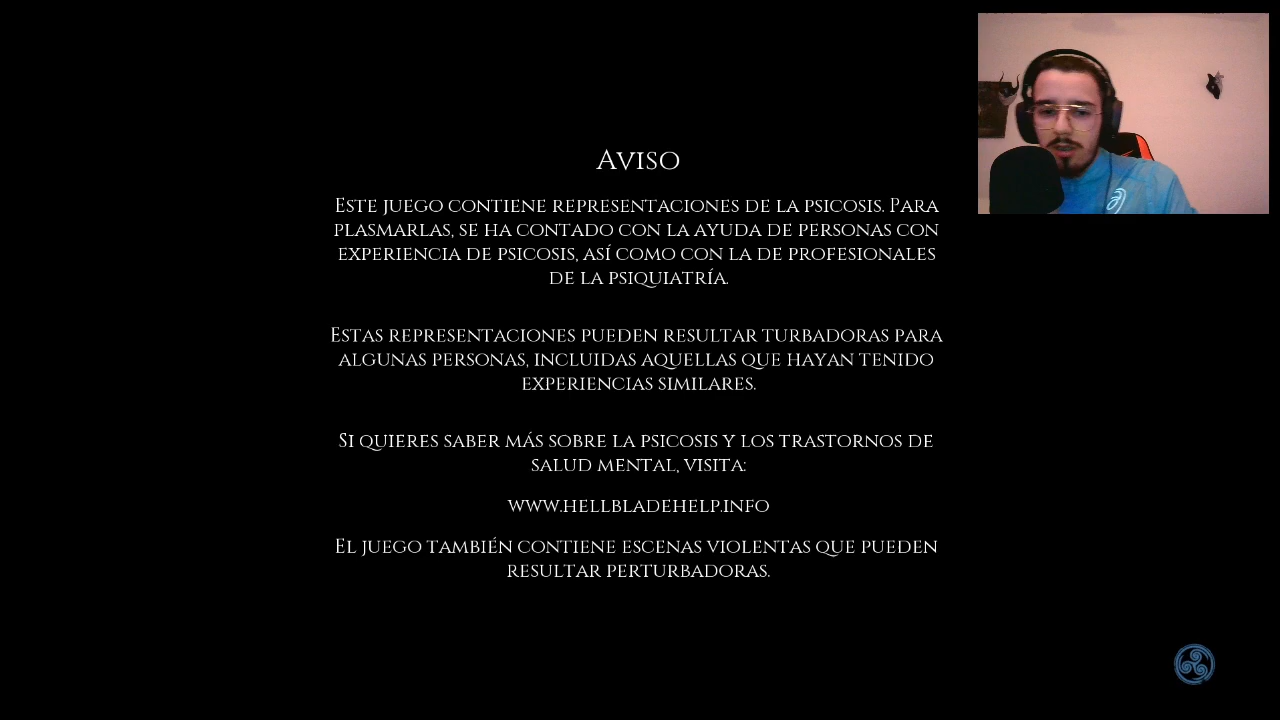 Aviso
Este juego contiene representaciones de la psicosis. Para
plasmarlas, se ha contado con la ayuda de personas con
experiencia de psicosis, así como con la de profesionales
de la psiquiatría.
Estas representaciones pueden resultar turbadoras para
algunas personas, incluidas aquellas que hayan tenido
experiencias similares.
Si quieres saber más sobre la psicosis y los trastornos de
salud mental, visita:
www.hellbladehelp.info
El juego también contiene escenas violentas que pueden
resultar perturbadoras.